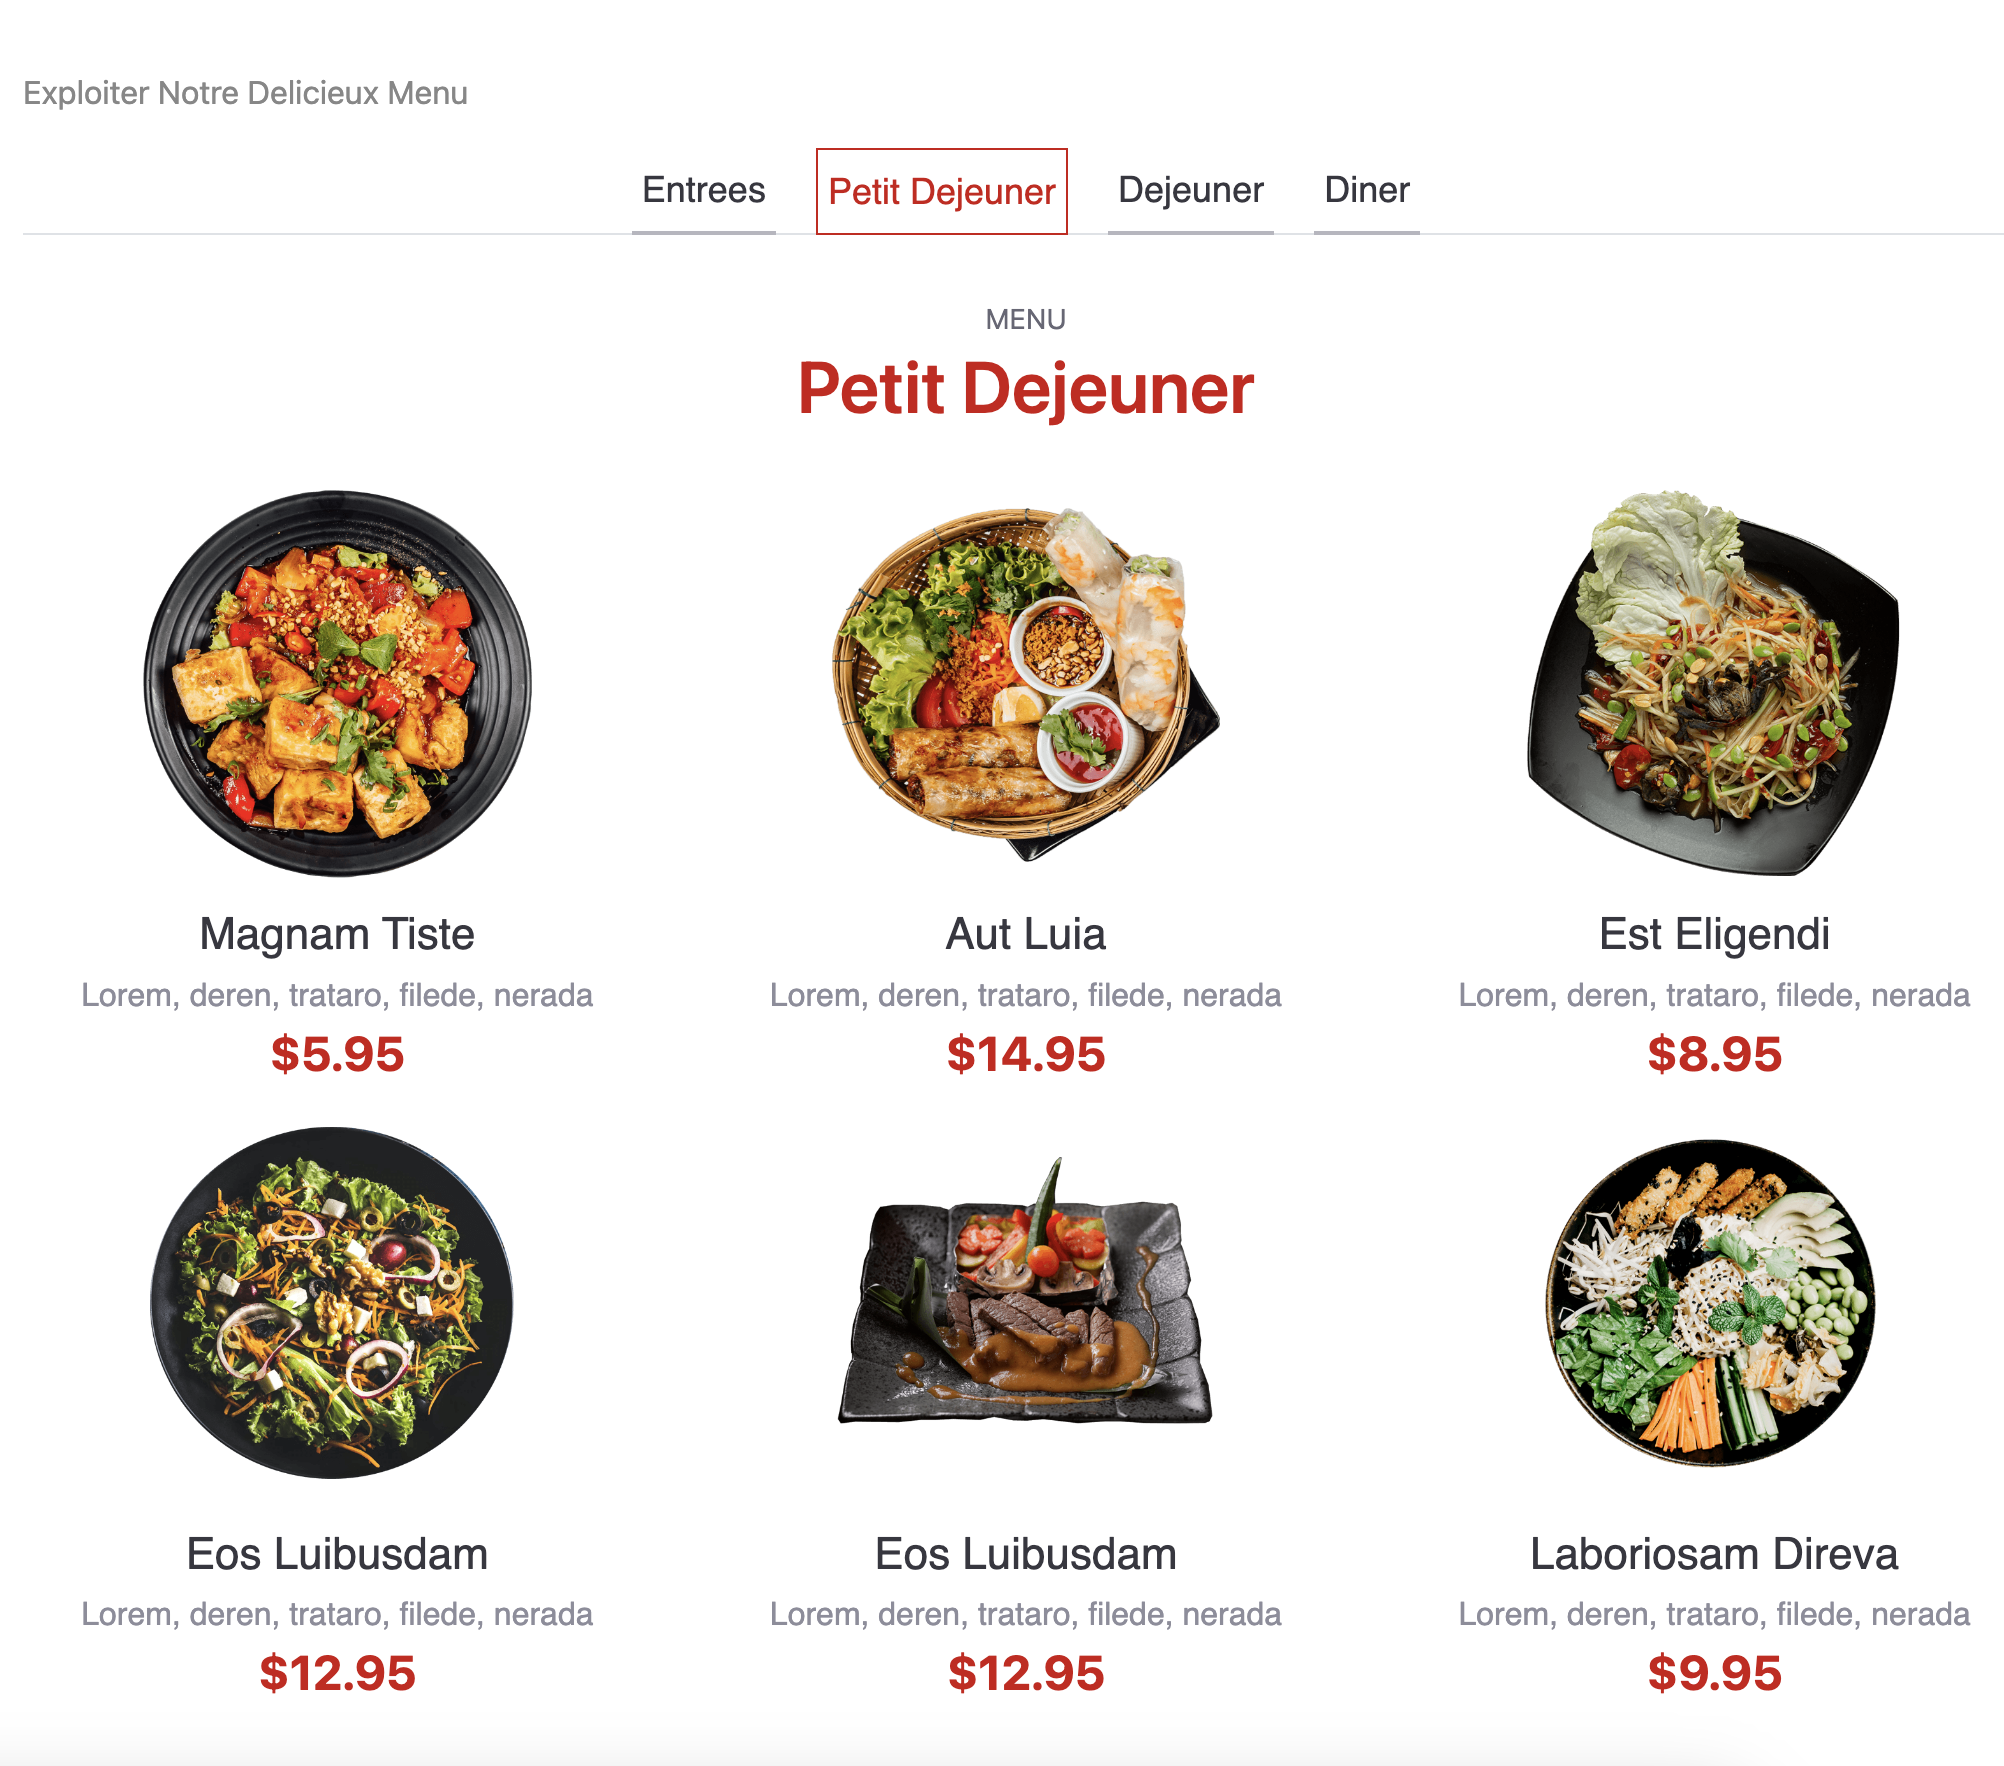 Exploiter Notre Delicieux Menu
Entrees Petit Dejeuner Dejeuner Diner
MENU
Petit Dejeuner
Magnam Tiste Aut Luia Est Eligendi
Lorem, deren, trataro, filede, nerada Lorem, deren, trataro, filede, nerada Lorem, deren, trataro, filede, nerada
$5.95 $14.95 $8.95
Eos Luibusdam Eos Luibusdam Laboriosam Direva
Lorem, deren, trataro, filede, nerada Lorem, deren, trataro, filede, nerada Lorem, deren, trataro, filede, nerada
$12.95 $12.95 $9.95